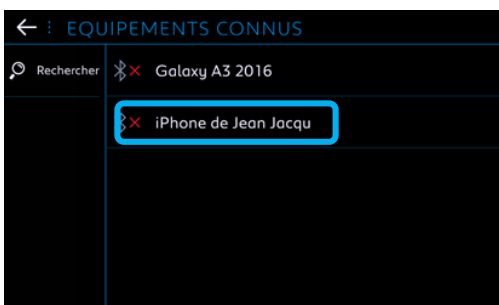 EQUIPEMENTS CONNUS
Rechercher
Galaxy A3 2016
iPhone de Jean Jacqu